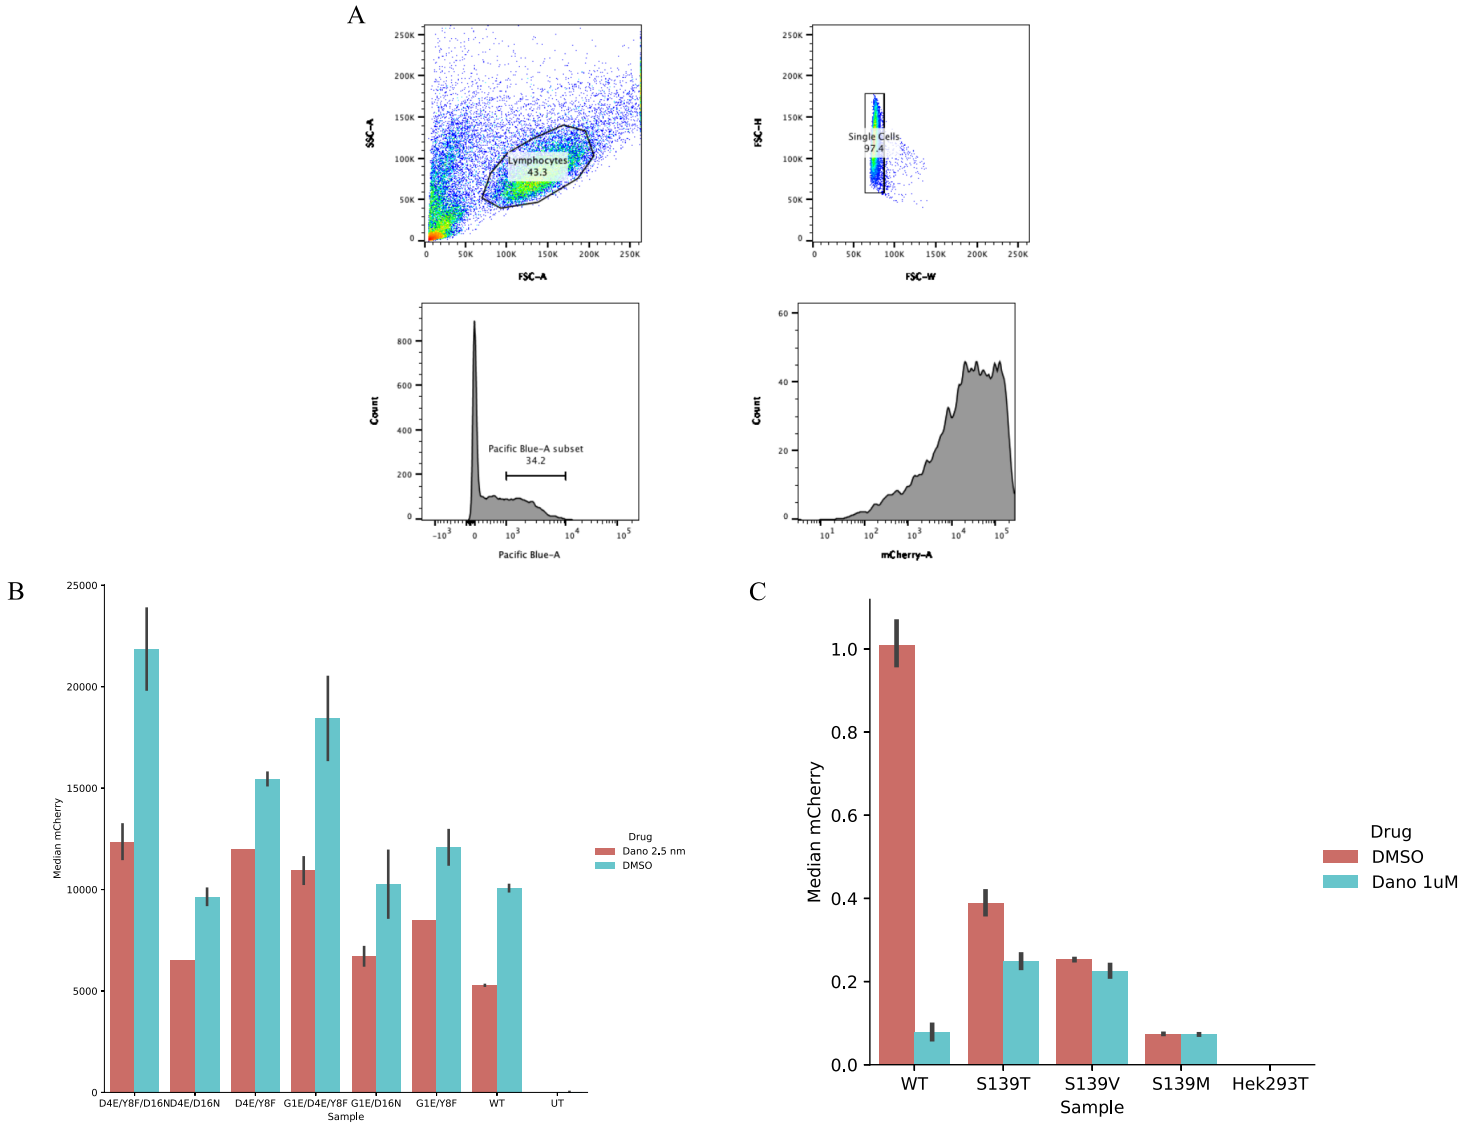 A
250K
200K
150K
100K
50K
0
SSC-A
Lymphocytes
43.3
0
50K
100K
150K
200K
250K
FSC-A
250K
200K
150K
100K
50K
0
FSC-H
Single Cells
97.4
0
50K
100K
150K
200K
250K
FSC-W
800
600
400
200
0
Count
Pacific Blue-A subset
34.2
-10³
0
10³
10⁴
10⁵
Pacific Blue-A
60
40
20
0
Count
10¹
10²
10³
10⁴
10⁵
mCherry-A
B
25000
20000
15000
10000
5000
0
Median mCherry
Drug
Dano 2.5 nm
DMSO
D4E/Y8F/D16N
D4E/D16N
D4E/Y8F
G1E/D4E/Y8F
G1E/D16N
G1E/Y8F
WT
UT
Sample
C
1.0
0.8
0.6
0.4
0.2
0.0
Median mCherry
Drug
DMSO
Dano 1uM
WT
S139T
S139V
S139M
Hek293T
Sample